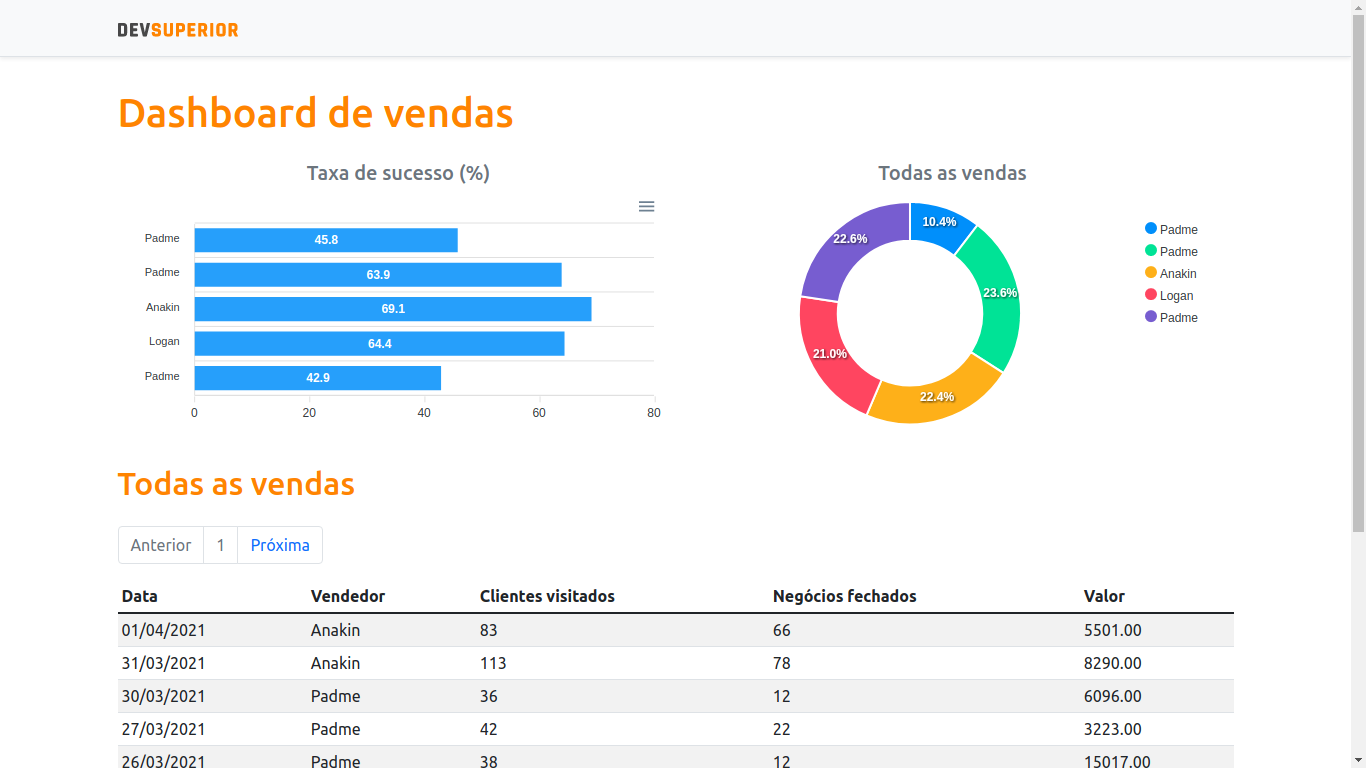 DEVSUPERIOR
Dashboard de vendas
Taxa de sucesso (%)
Padme 45.8
Padme 63.9
Anakin 69.1
Logan 64.4
Padme 42.9
0 20 40 60 80
Todas as vendas
10.4%
23.6%
22.4%
21.0%
22.6%
Padme
Padme
Anakin
Logan
Padme
Todas as vendas
Anterior 1 Próxima
Data Vendedor Clientes visitados Negócios fechados Valor
01/04/2021 Anakin 83 66 5501.00
31/03/2021 Anakin 113 78 8290.00
30/03/2021 Padme 36 12 6096.00
27/03/2021 Padme 42 22 3223.00
26/03/2021 Padme 38 12 15017.00